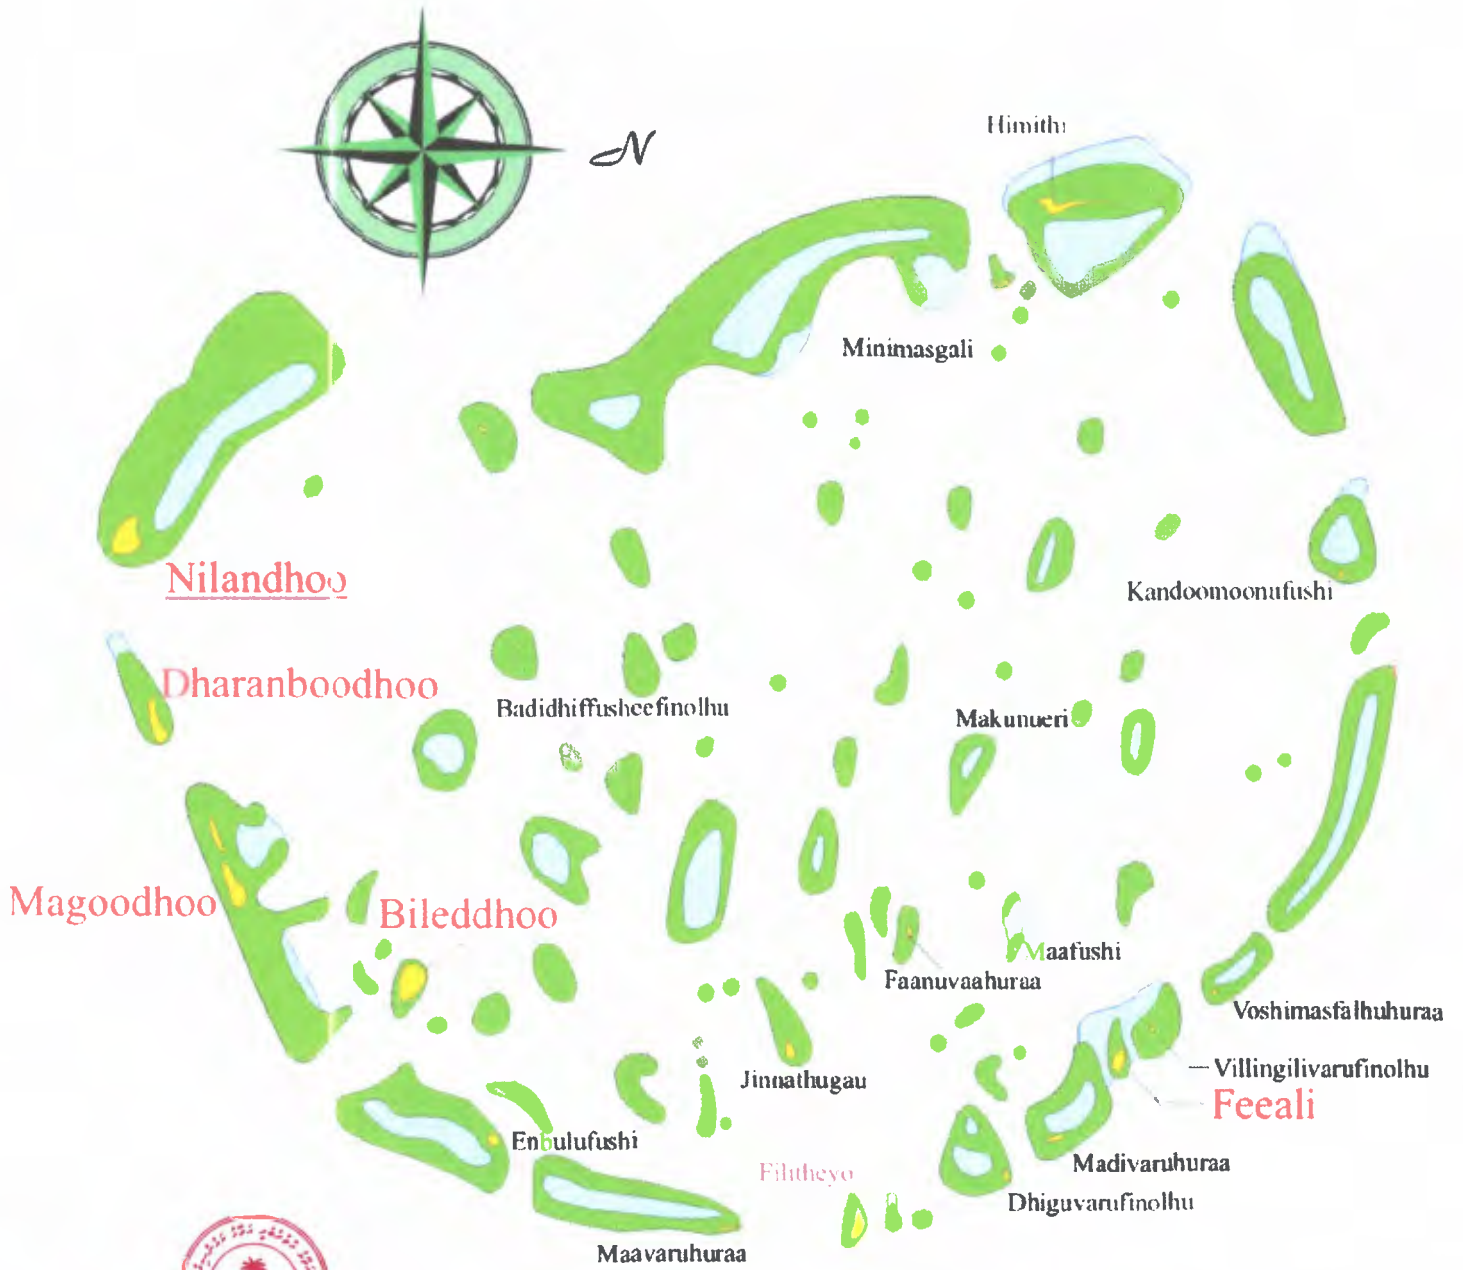 N
Himithi
Minimasgali
Nilandhoo
Kandoomoonufushi
Dharanboodhoo
Badidhiffusheefinolhu
Makunueri
Magoodhoo
Bileddhoo
Maafushi
Faanuvaahuraa
Voshimasfalhuhuraa
Villingilivarufinolhu
Jinnathugau
Feeali
Enbulufushi
Madivaruhuraa
Filitheyo
Dhiguvarufinolhu
Maavaruhuraa